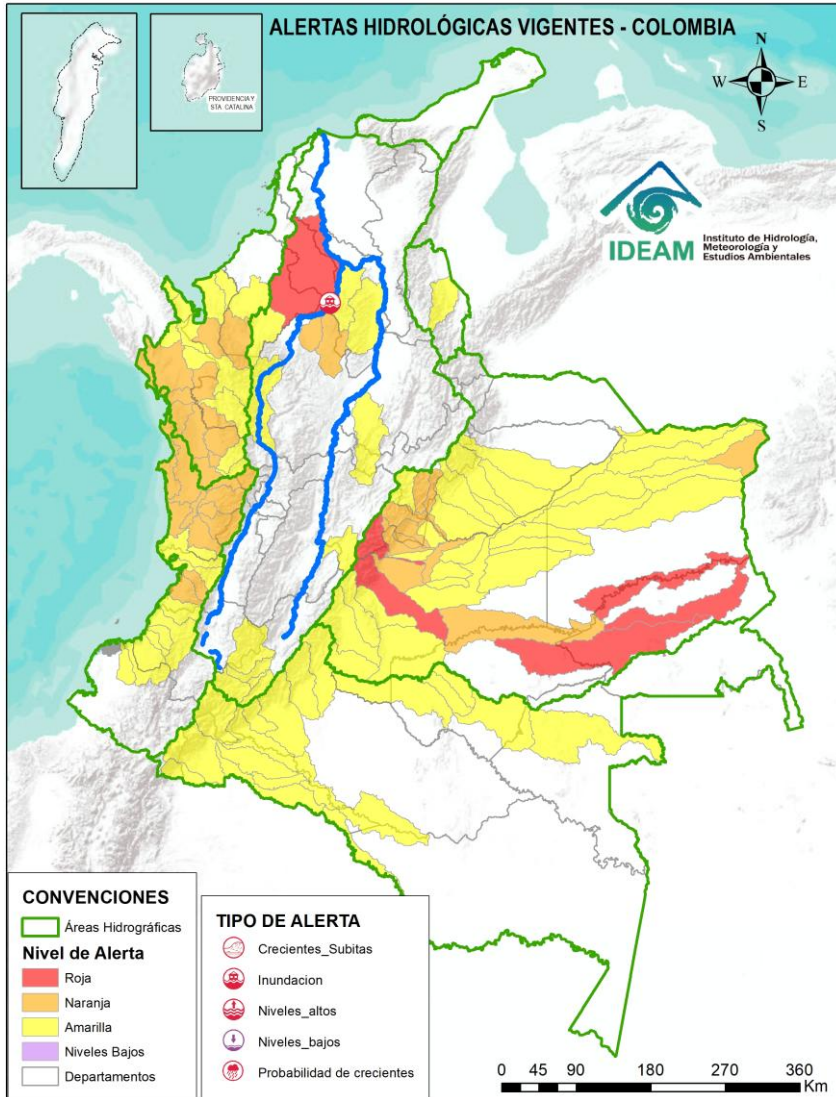 ALERTAS HIDROLÓGICAS VIGENTES - COLOMBIA
PROVIDENCIA Y
STA. CATALINA
N
W
E
S
IDEAM
Instituto de Hidrología,
Meteorología y
Estudios Ambientales
CONVENCIONES
Áreas Hidrográficas
Nivel de Alerta
Roja
Naranja
Amarilla
Niveles Bajos
Departamentos
TIPO DE ALERTA
Crecientes_Subitas
Inundacion
Niveles_altos
Niveles_bajos
Probabilidad de crecientes
0 45 90 180 270 360
Km